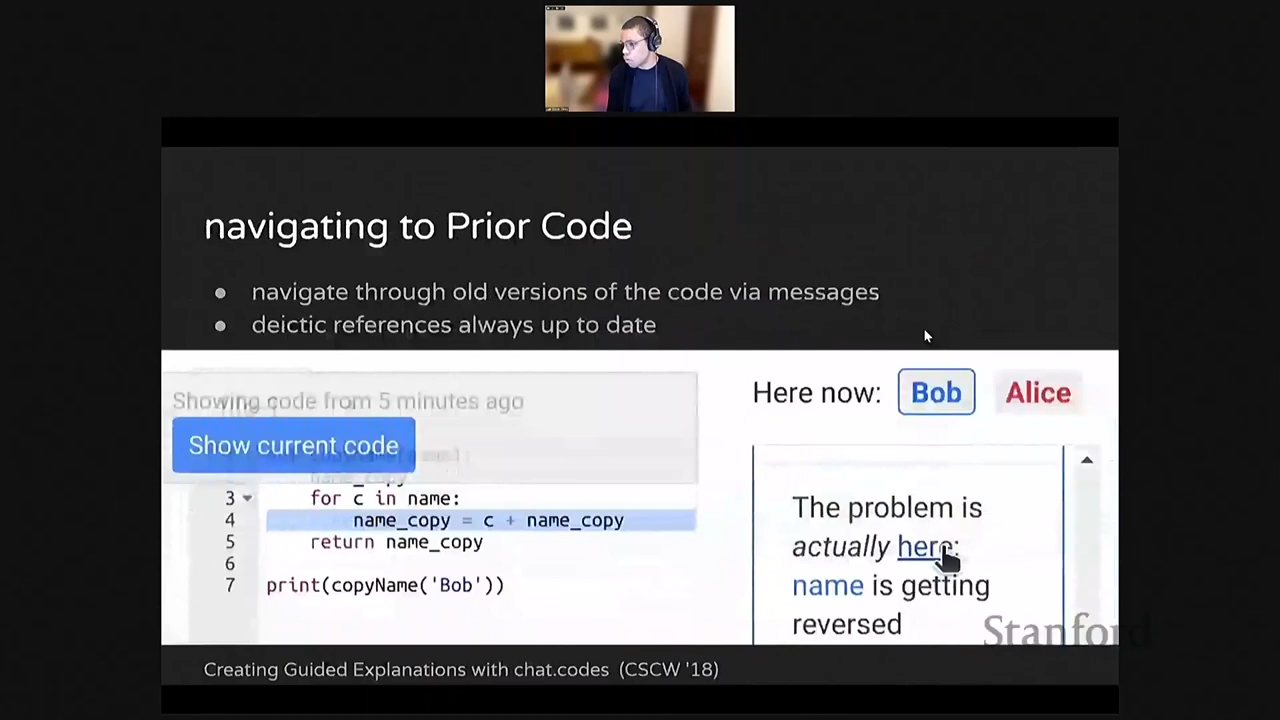 navigating to Prior Code
● navigate through old versions of the code via messages
● deictic references always up to date
Showing code from 5 minutes ago
Show current code
name_copy
3 for c in name:
4 name_copy = c + name_copy
5 return name_copy
6
7 print(copyName('Bob'))
Here now: Bob Alice
The problem is
actually here:
name is getting
reversed
Stanford
Creating Guided Explanations with chat.codes (CSCW '18)